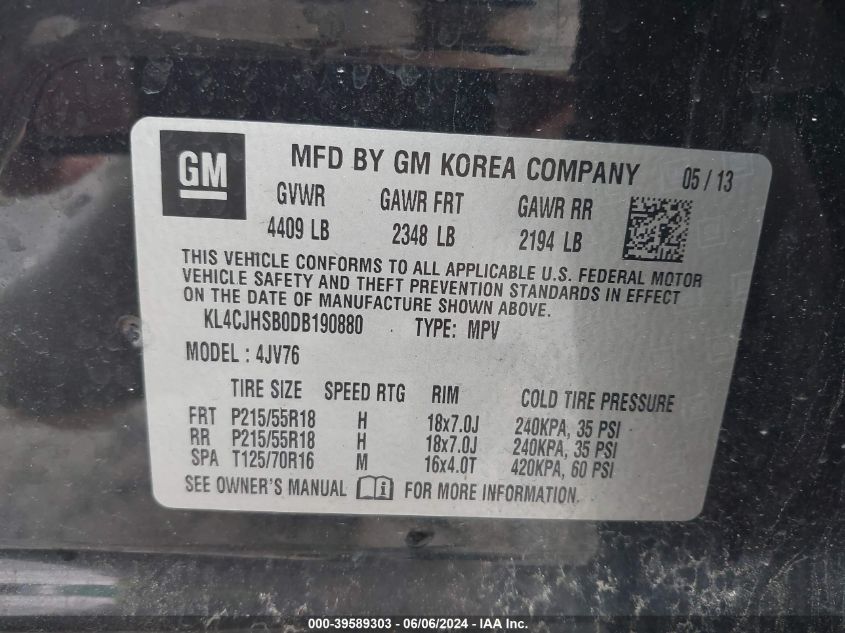 GM
MFD BY GM KOREA COMPANY 05 / 13
GVWR GAWR FRT GAWR RR
4409 LB 2348 LB 2194 LB
THIS VEHICLE CONFORMS TO ALL APPLICABLE U.S. FEDERAL MOTOR
VEHICLE SAFETY AND THEFT PREVENTION STANDARDS IN EFFECT
ON THE DATE OF MANUFACTURE SHOWN ABOVE.
KL4CJHSB0DB190880 TYPE: MPV
MODEL : 4JV76
TIRE SIZE SPEED RTG RIM COLD TIRE PRESSURE
FRT P215/55R18 H 18x7.0J 240KPA, 35 PSI
RR P215/55R18 H 18x7.0J 240KPA, 35 PSI
SPA T125/70R16 M 16x4.0T 420KPA, 60 PSI
SEE OWNER'S MANUAL i FOR MORE INFORMATION.
000-39589303 - 06/06/2024 - IAA Inc.